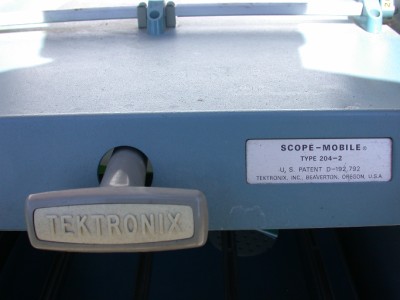 SCOPE-MOBILE®
TYPE 204-2
U. S. PATENT D-192,792
TEKTRONIX, INC., BEAVERTON, OREGON, U.S.A.
TEKTRONIX